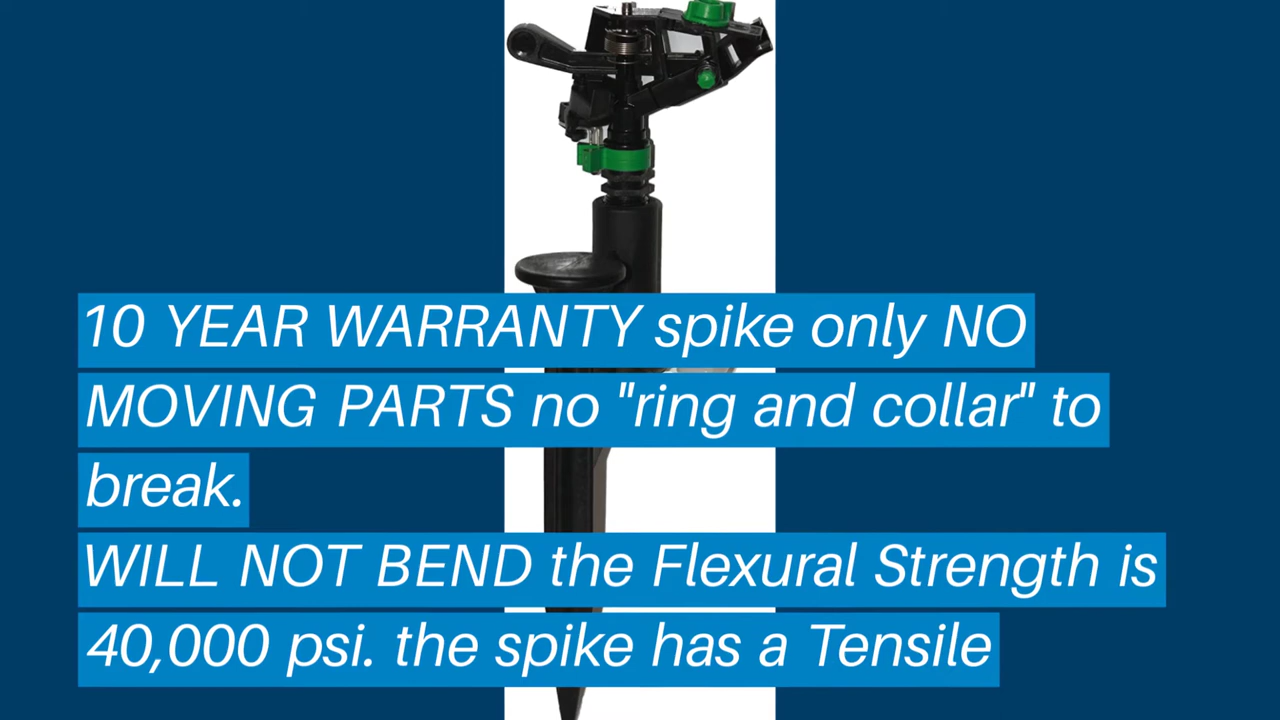 10 YEAR WARRANTY spike only NO
MOVING PARTS no "ring and collar" to
break.
WILL NOT BEND the Flexural Strength is
40,000 psi. the spike has a Tensile